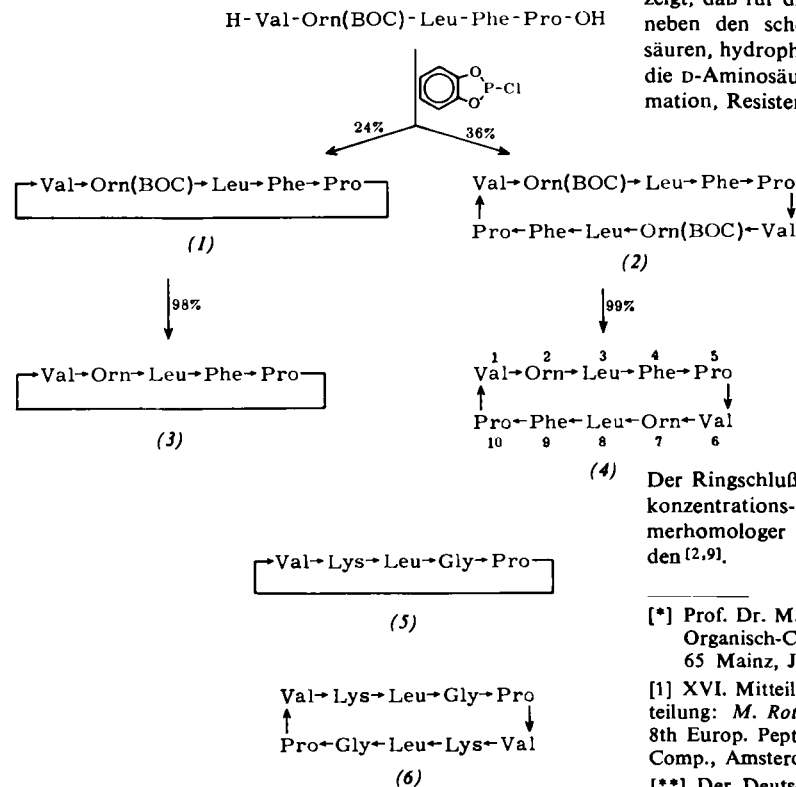 H-Val-Orn(BOC)-Leu-Phe-Pro-OH
O
P-Cl
O
24% 36%
→Val→Orn(BOC)→Leu→Phe→Pro
(1)
Val→Orn(BOC)→Leu→Phe→Pro
↑ ↓
Pro←Phe←Leu←Orn(BOC)←Val
(2)
98%
99%
→Val→Orn→Leu→Phe→Pro
(3)
1 2 3 4 5
Val→Orn→Leu→Phe→Pro
↑ ↓
Pro←Phe←Leu←Orn←Val
10 9 8 7 6
(4)
→Val→Lys→Leu→Gly→Pro
(5)
Val→Lys→Leu→Gly→Pro
↑ ↓
Pro←Gly←Leu←Lys←Val
(6)
neben den sch
säuren, hydroph
die D-Aminosäu
mation, Resister
Der Ringschluß
konzentrations-
merhomologer
den [2,9].
[*] Prof. Dr. M.
Organisch-C
65 Mainz, J
[1] XVI. Mitteil
teilung: M. Rot
8th Europ. Pept
Comp., Amsterd
[**] Der Deuts